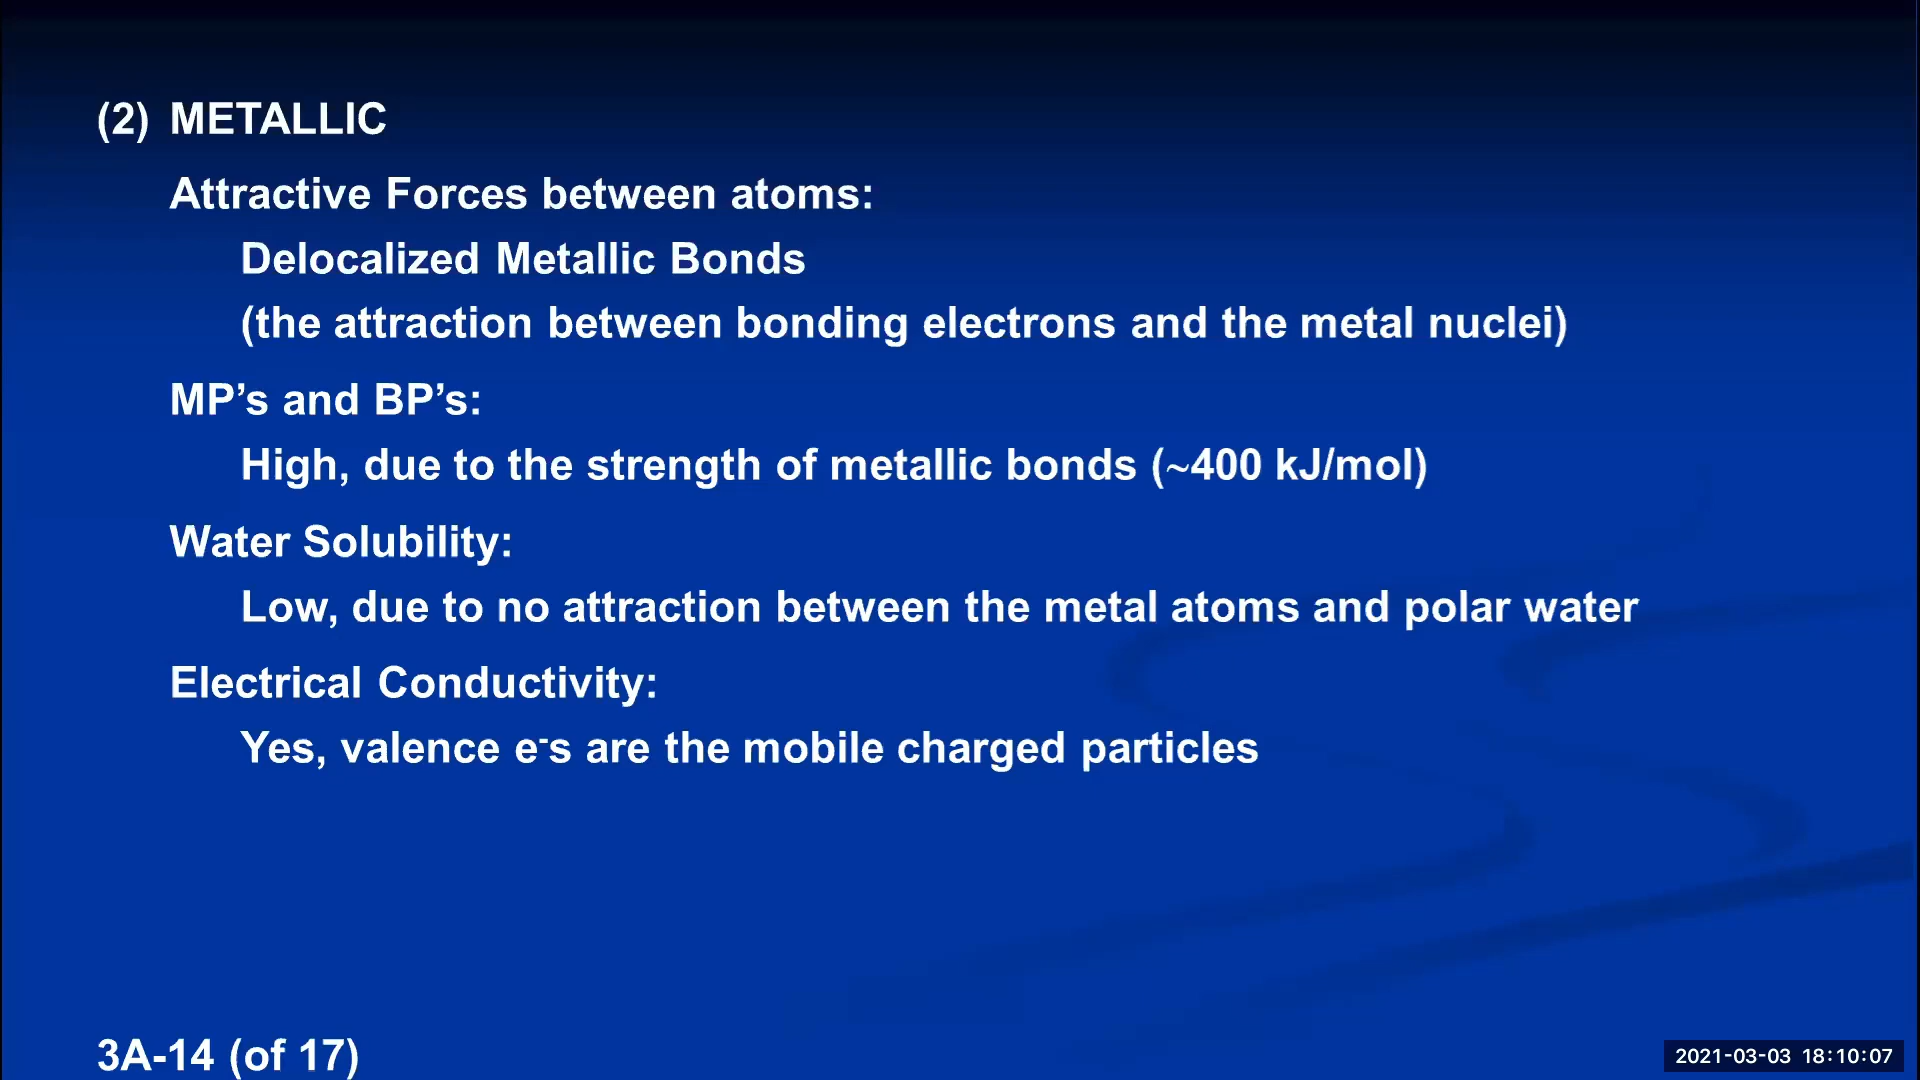 (2) METALLIC
Attractive Forces between atoms:
Delocalized Metallic Bonds
(the attraction between bonding electrons and the metal nuclei)
MP’s and BP’s:
High, due to the strength of metallic bonds (~400 kJ/mol)
Water Solubility:
Low, due to no attraction between the metal atoms and polar water
Electrical Conductivity:
Yes, valence e⁻s are the mobile charged particles
3A-14 (of 17)
2021-03-03 18:10:07